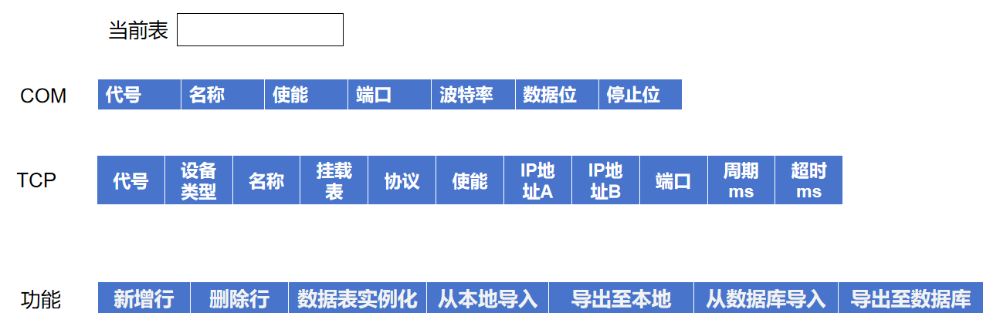 当前表
COM 代号 名称 使能 端口 波特率 数据位 停止位
TCP 代号 设备类型 名称 挂载表 协议 使能 IP地址A IP地址B 端口 周期ms 超时ms
功能 新增行 删除行 数据表实例化 从本地导入 导出至本地 从数据库导入 导出至数据库